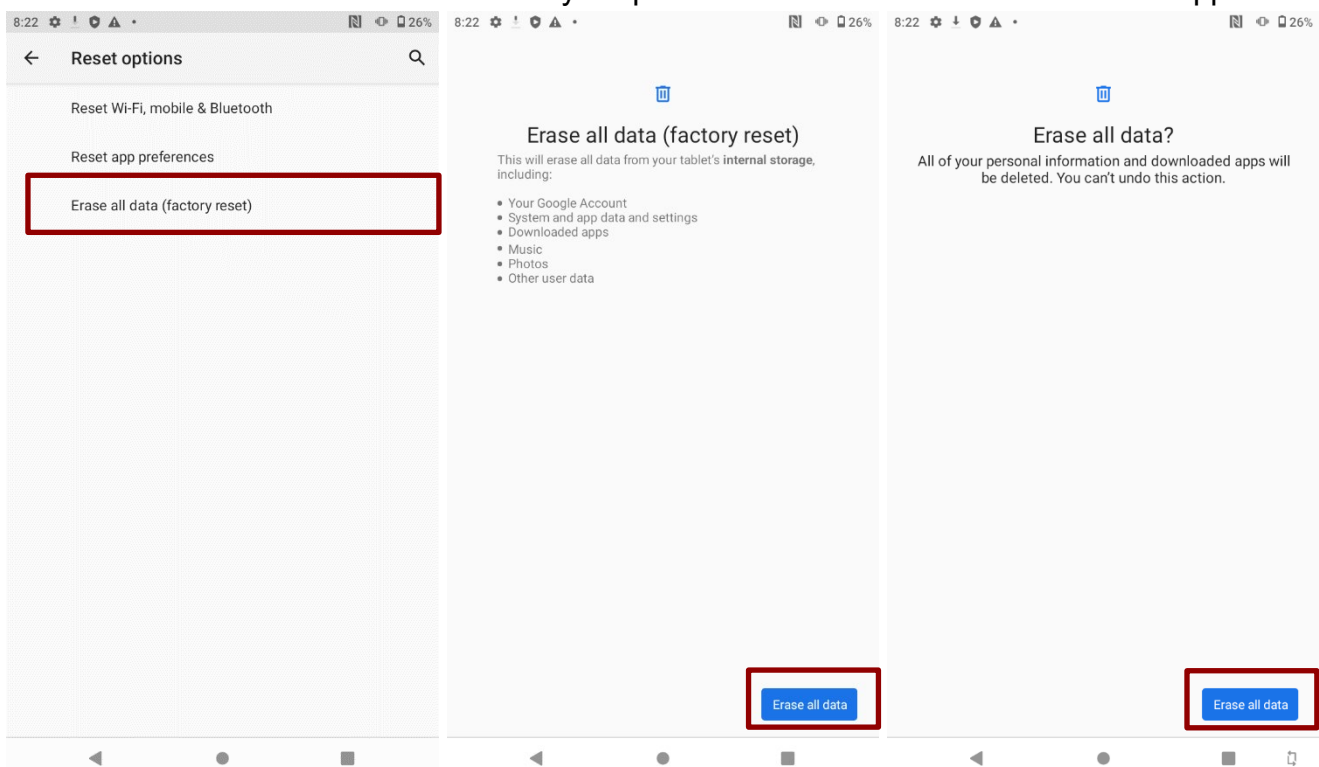 8:22 26%
Reset options
Reset Wi-Fi, mobile & Bluetooth
Reset app preferences
Erase all data (factory reset)
8:22 26%
Erase all data (factory reset)
This will erase all data from your tablet's internal storage,
including:
• Your Google Account
• System and app data and settings
• Downloaded apps
• Music
• Photos
• Other user data
Erase all data
8:22 26%
Erase all data?
All of your personal information and downloaded apps will
be deleted. You can't undo this action.
Erase all data